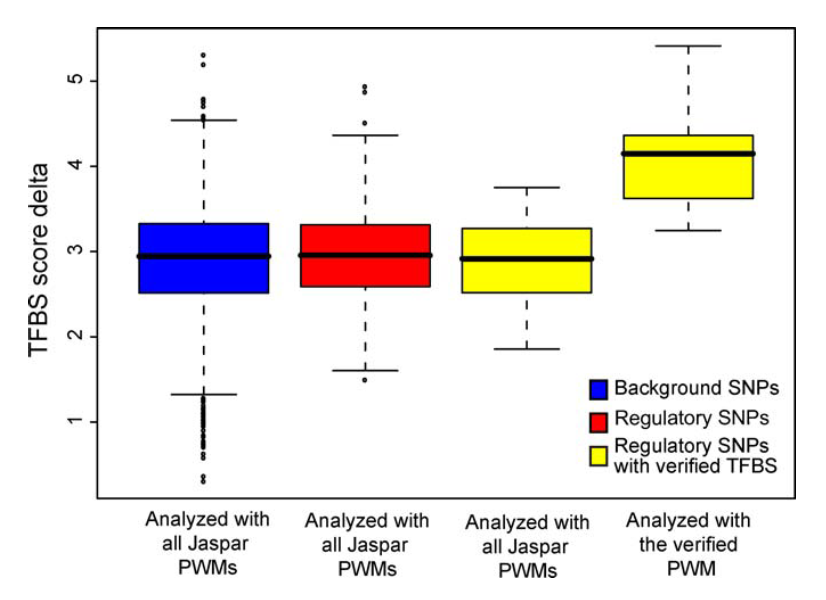 TFBS score delta
5
4
3
2
1
Background SNPs
Regulatory SNPs
Regulatory SNPs
with verified TFBS
Analyzed with
all Jaspar
PWMs
Analyzed with
all Jaspar
PWMs
Analyzed with
all Jaspar
PWMs
Analyzed with
the verified
PWM